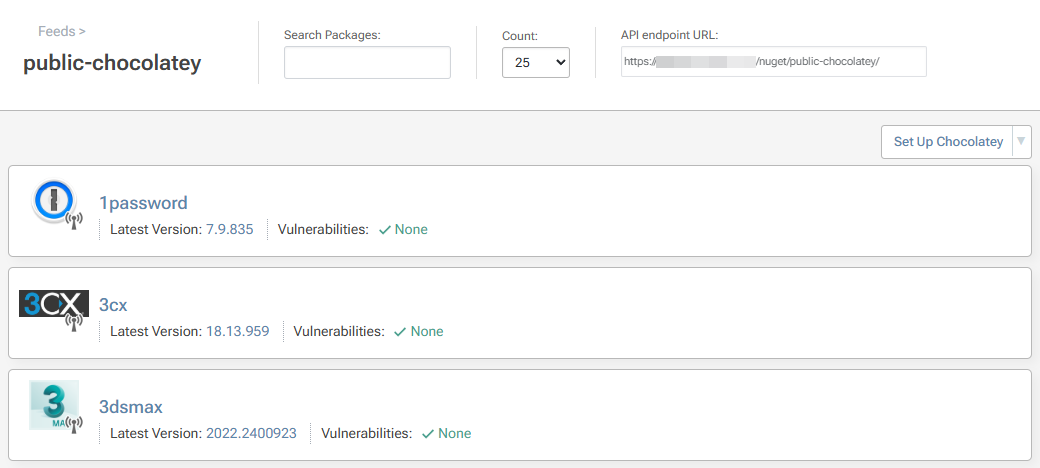 Feeds >
public-chocolatey
Search Packages:
Count:
25
API endpoint URL:
https:// /nuget/public-chocolatey/
Set Up Chocolatey
1password
Latest Version: 7.9.835 Vulnerabilities: None
3CX
3cx
Latest Version: 18.13.959 Vulnerabilities: None
3
MA
3dsmax
Latest Version: 2022.2400923 Vulnerabilities: None